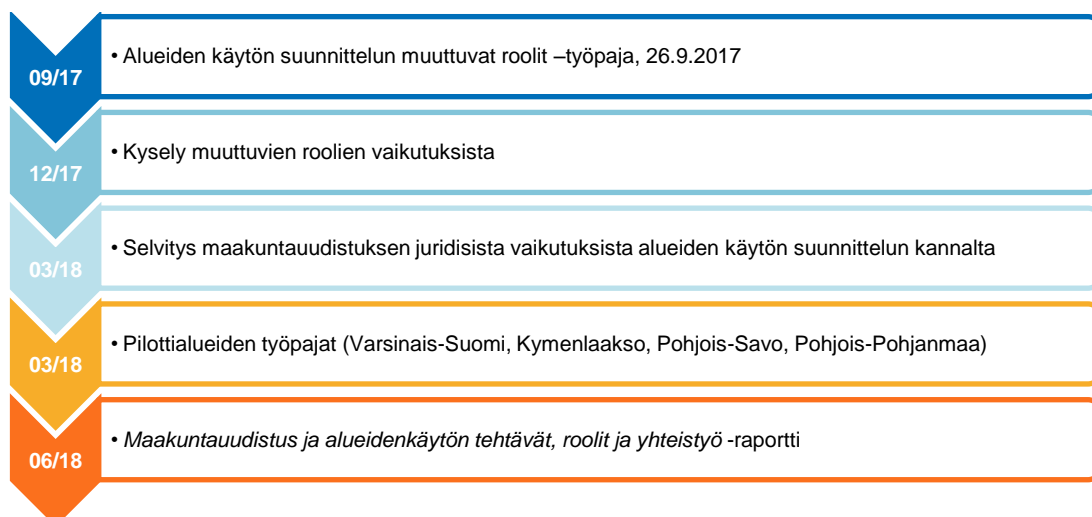 09/17
• Alueiden käytön suunnittelun muuttuvat roolit –työpaja, 26.9.2017
12/17
• Kysely muuttuvien roolien vaikutuksista
03/18
• Selvitys maakuntauudistuksen juridisista vaikutuksista alueiden käytön suunnittelun kannalta
03/18
• Pilottialueiden työpajat (Varsinais-Suomi, Kymenlaakso, Pohjois-Savo, Pohjois-Pohjanmaa)
06/18
• Maakuntauudistus ja alueidenkäytön tehtävät, roolit ja yhteistyö -raportti